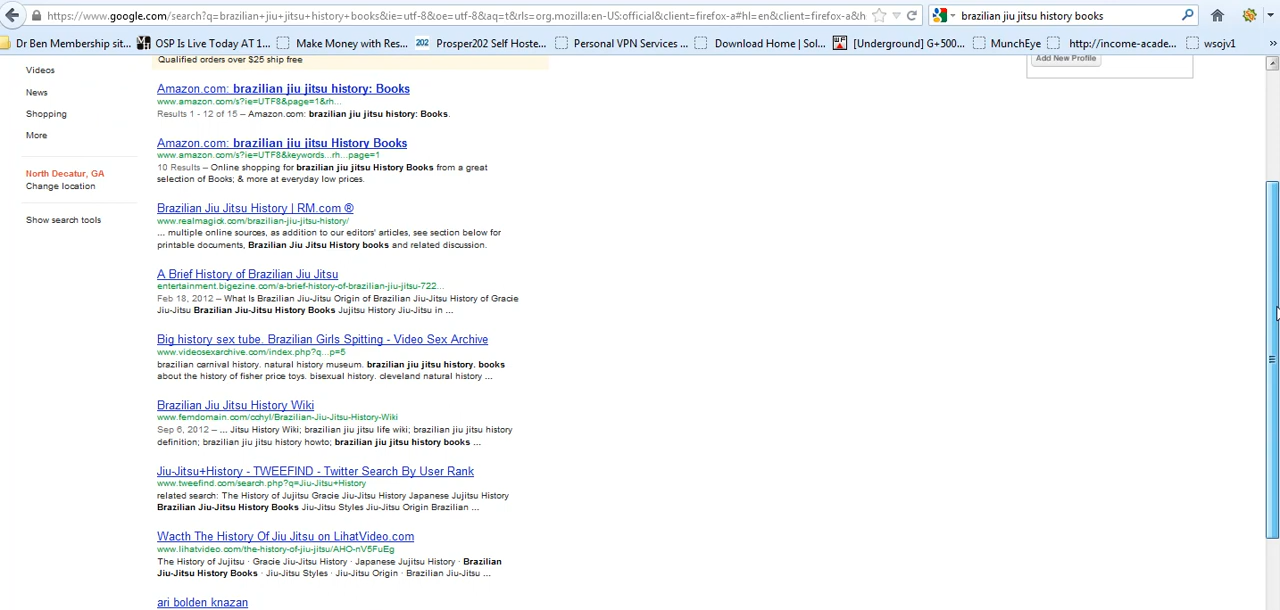 https://www.google.com/search?q=brazilian+jiu+jitsu+history+books&ie=utf-8&oe=utf-8&aq=t&rls=org.mozilla:en-US:official&client=firefox-a#hl=en&client=firefox-a&h
brazilian jiu jitsu history books
Dr Ben Membership sit...
OSP Is Live Today AT 1...
Make Money with Res...
202 Prosper202 Self Hoste...
Personal VPN Services ...
Download Home | Sol...
[Underground] G+500...
MunchEye
http://income-acade...
wsojv1
»
Qualified orders over $25 ship free
Add New Profile
Videos
News
Shopping
More
North Decatur, GA
Change location
Show search tools
Amazon.com: brazilian jiu jitsu history: Books
www.amazon.com/s?ie=UTF8&page=1&rh...
Results 1 - 12 of 15 – Amazon.com: brazilian jiu jitsu history: Books.
Amazon.com: brazilian jiu jitsu History Books
www.amazon.com/s?ie=UTF8&keywords...rh...page=1
10 Results – Online shopping for brazilian jiu jitsu History Books from a great
selection of Books; & more at everyday low prices.
Brazilian Jiu Jitsu History | RM.com ®
www.realmagick.com/brazilian-jiu-jitsu-history/
... multiple online sources, as addition to our editors' articles, see section below for
printable documents, Brazilian Jiu Jitsu History books and related discussion.
A Brief History of Brazilian Jiu Jitsu
entertainment.bigezine.com/a-brief-history-of-brazilian-jiu-jitsu-722...
Feb 18, 2012 – What Is Brazilian Jiu-Jitsu Origin of Brazilian Jiu-Jitsu History of Gracie
Jiu-Jitsu Brazilian Jiu-Jitsu History Books Jujitsu History Jiu-Jitsu in ...
Big history sex tube. Brazilian Girls Spitting - Video Sex Archive
www.videosexarchive.com/index.php?q...p=5
brazilian carnival history. natural history museum. brazilian jiu jitsu history. books
about the history of fisher price toys. bisexual history. cleveland natural history ...
Brazilian Jiu Jitsu History Wiki
www.femdomain.com/cchyl/Brazilian-Jiu-Jitsu-History-Wiki
Sep 6, 2012 – ... Jitsu History Wiki; brazilian jiu jitsu life wiki; brazilian jiu jitsu history
definition; brazilian jiu jitsu history howto; brazilian jiu jitsu history books ...
Jiu-Jitsu+History - TWEEFIND - Twitter Search By User Rank
www.tweefind.com/search.php?q=Jiu-Jitsu+History
related search: The History of Jujitsu Gracie Jiu-Jitsu History Japanese Jujitsu History
Brazilian Jiu-Jitsu History Books Jiu-Jitsu Styles Jiu-Jitsu Origin Brazilian ...
Wacth The History Of Jiu Jitsu on LihatVideo.com
www.lihatvideo.com/the-history-of-jiu-jitsu/AHO-nV5FuEg
The History of Jujitsu · Gracie Jiu-Jitsu History · Japanese Jujitsu History · Brazilian
Jiu-Jitsu History Books · Jiu-Jitsu Styles · Jiu-Jitsu Origin · Brazilian Jiu-Jitsu ...
ari bolden knazan